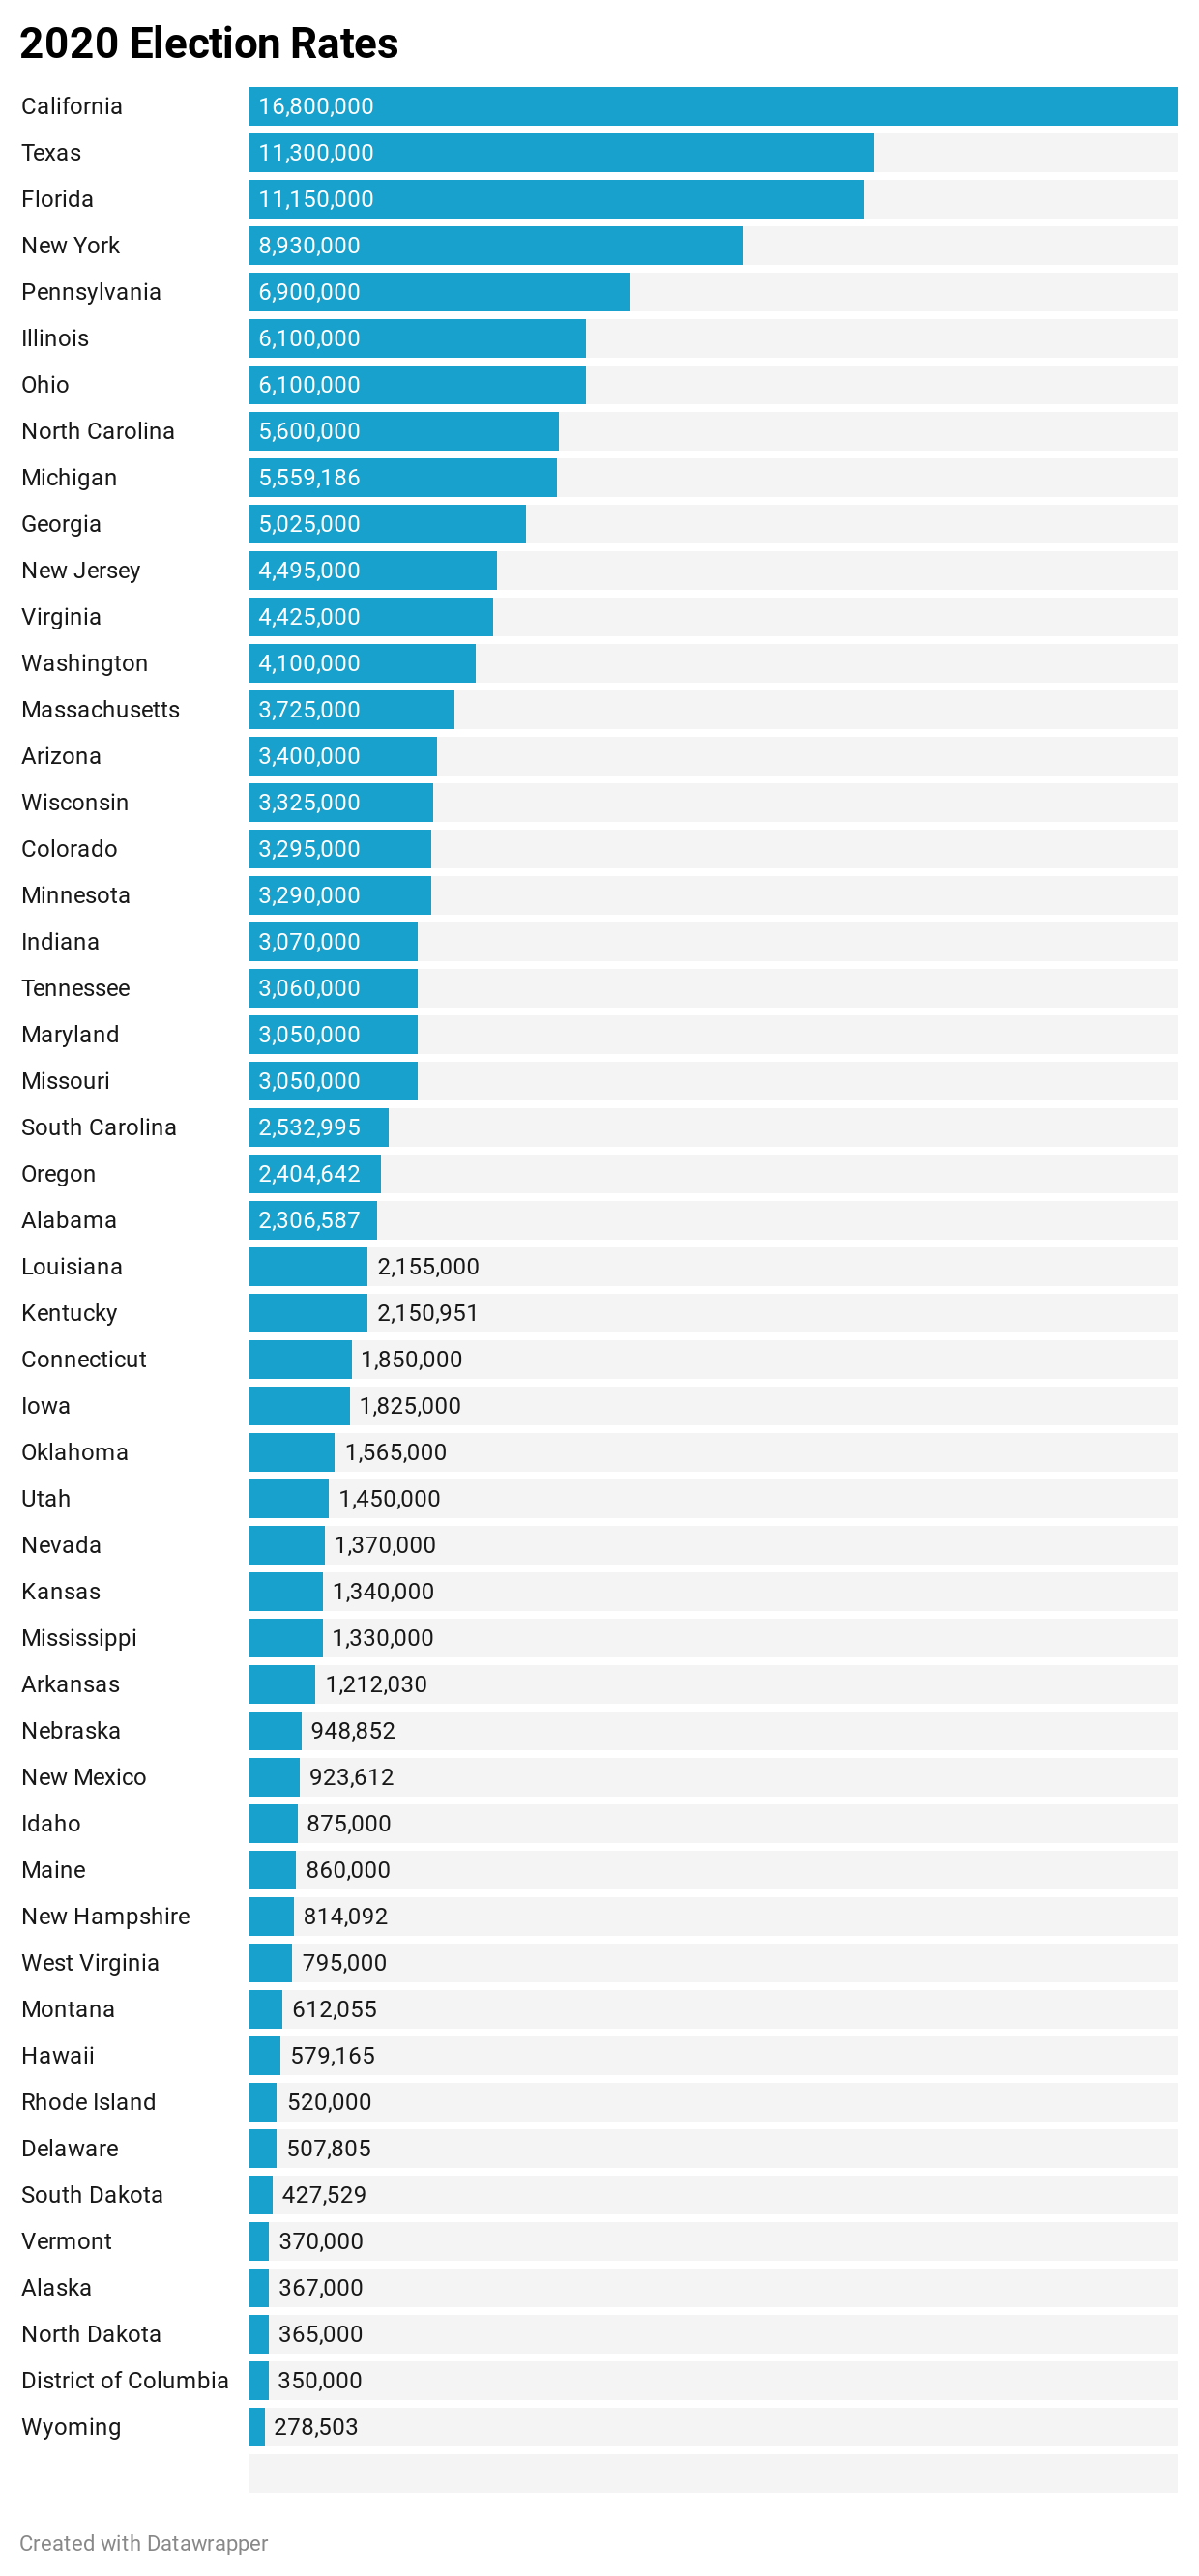 2020 Election Rates
California 16,800,000
Texas 11,300,000
Florida 11,150,000
New York 8,930,000
Pennsylvania 6,900,000
Illinois 6,100,000
Ohio 6,100,000
North Carolina 5,600,000
Michigan 5,559,186
Georgia 5,025,000
New Jersey 4,495,000
Virginia 4,425,000
Washington 4,100,000
Massachusetts 3,725,000
Arizona 3,400,000
Wisconsin 3,325,000
Colorado 3,295,000
Minnesota 3,290,000
Indiana 3,070,000
Tennessee 3,060,000
Maryland 3,050,000
Missouri 3,050,000
South Carolina 2,532,995
Oregon 2,404,642
Alabama 2,306,587
Louisiana 2,155,000
Kentucky 2,150,951
Connecticut 1,850,000
Iowa 1,825,000
Oklahoma 1,565,000
Utah 1,450,000
Nevada 1,370,000
Kansas 1,340,000
Mississippi 1,330,000
Arkansas 1,212,030
Nebraska 948,852
New Mexico 923,612
Idaho 875,000
Maine 860,000
New Hampshire 814,092
West Virginia 795,000
Montana 612,055
Hawaii 579,165
Rhode Island 520,000
Delaware 507,805
South Dakota 427,529
Vermont 370,000
Alaska 367,000
North Dakota 365,000
District of Columbia 350,000
Wyoming 278,503
Created with Datawrapper